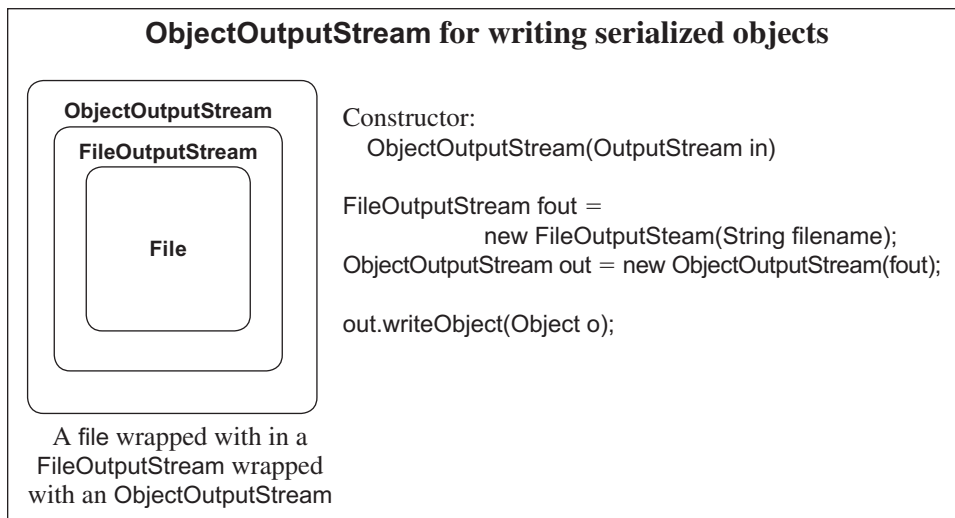 ObjectOutputStream for writing serialized objects
ObjectOutputStream
FileOutputStream
File
A file wrapped with in a
FileOutputStream wrapped
with an ObjectOutputStream
Constructor:
ObjectOutputStream(OutputStream in)
FileOutputStream fout =
new FileOutputSteam(String filename);
ObjectOutputStream out = new ObjectOutputStream(fout);
out.writeObject(Object o);